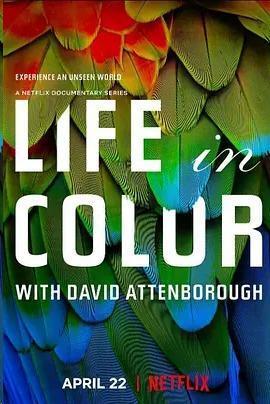 EXPERIENCE AN UNSEEN WORLD
A NETFLIX DOCUMENTARY SERIES
LIFE in
COLOR
WITH DAVID ATTENBOROUGH
APRIL 22 | NETFLIX